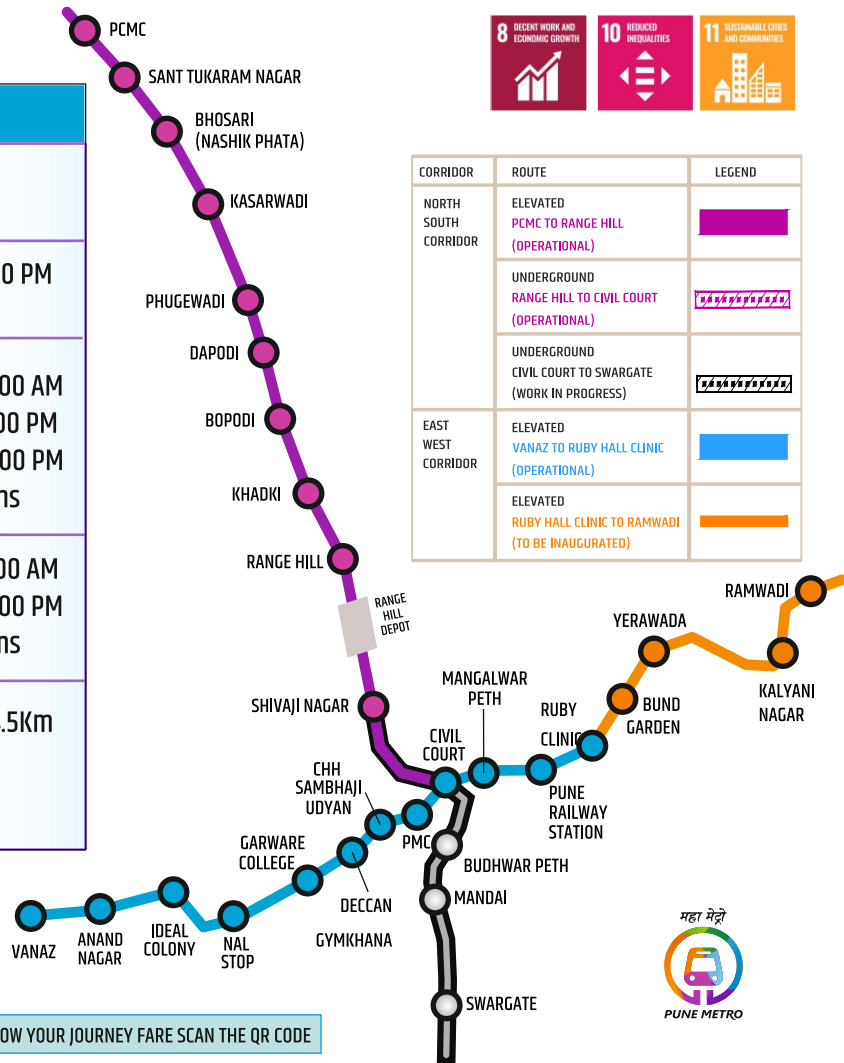 PCMC
SANT TUKARAM NAGAR
BHOSARI
(NASHIK PHATA)
KASARWADI
PHUGEWADI
DAPODI
BOPODI
KHADKI
RANGE HILL
RANGE
HILL
DEPOT
SHIVAJI NAGAR
8 DECENT WORK AND
ECONOMIC GROWTH
10 REDUCED
INEQUALITIES
11 SUSTAINABLE CITIES
AND COMMUNITIES
CORRIDOR ROUTE LEGEND
NORTH
SOUTH
CORRIDOR
ELEVATED
PCMC TO RANGE HILL
(OPERATIONAL)
UNDERGROUND
RANGE HILL TO CIVIL COURT
(OPERATIONAL)
UNDERGROUND
CIVIL COURT TO SWARGATE
(WORK IN PROGRESS)
EAST
WEST
CORRIDOR
ELEVATED
VANAZ TO RUBY HALL CLINIC
(OPERATIONAL)
ELEVATED
RUBY HALL CLINIC TO RAMWADI
(TO BE INAUGURATED)
0 PM
00 AM
00 PM
00 PM
ns
00 AM
00 PM
ns
.5Km
RAMWADI
YERAWADA
KALYANI
NAGAR
BUND
GARDEN
RUBY
CLINIC
MANGALWAR
PETH
PUNE
RAILWAY
STATION
CIVIL
COURT
CHH
SAMBHAJI
UDYAN
PMC
GARWARE
COLLEGE
DECCAN
GYMKHANA
BUDHWAR PETH
MANDAI
SWARGATE
VANAZ
ANAND
NAGAR
IDEAL
COLONY
NAL
STOP
महा मेट्रो
PUNE METRO
OW YOUR JOURNEY FARE SCAN THE QR CODE